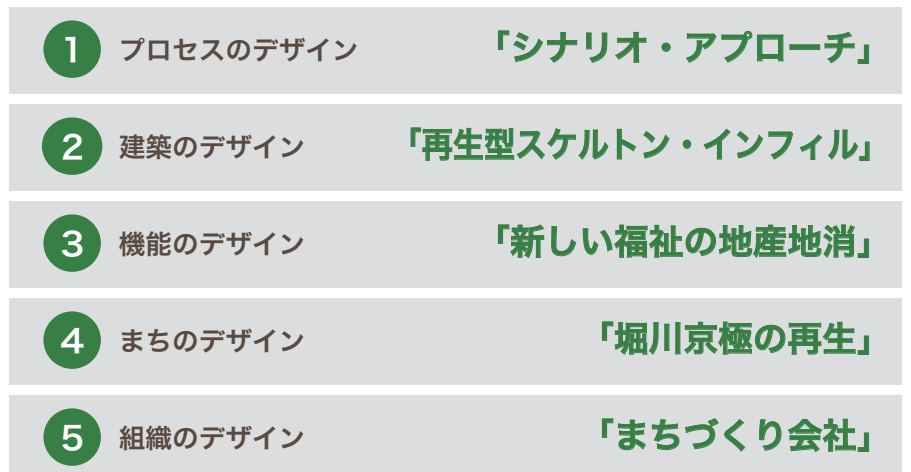 1 プロセスのデザイン 「シナリオ・アプローチ」
2 建築のデザイン 「再生型スケルトン・インフィル」
3 機能のデザイン 「新しい福祉の地産地消」
4 まちのデザイン 「堀川京極の再生」
5 組織のデザイン 「まちづくり会社」